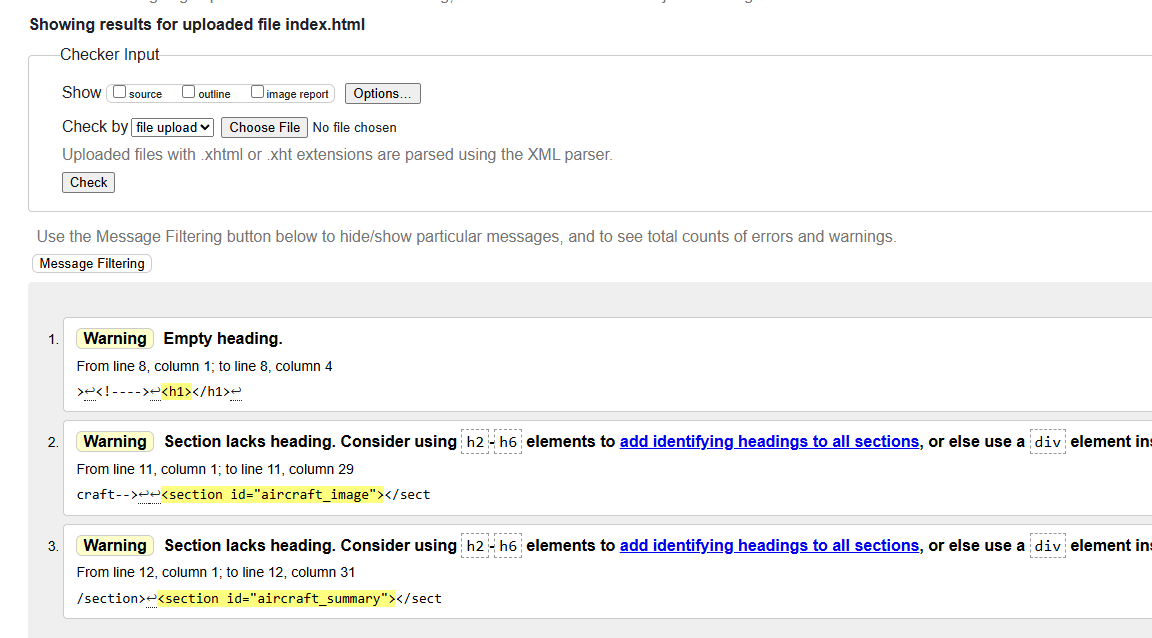 Showing results for uploaded file index.html
Checker Input
Show source outline image report Options...
Check by file upload Choose File No file chosen
Uploaded files with .xhtml or .xht extensions are parsed using the XML parser.
Check
Use the Message Filtering button below to hide/show particular messages, and to see total counts of errors and warnings.
Message Filtering
1. Warning Empty heading.
From line 8, column 1; to line 8, column 4
>↩<!---->↩<h1></h1>↩
2. Warning Section lacks heading. Consider using h2-h6 elements to add identifying headings to all sections, or else use a div element
From line 11, column 1; to line 11, column 29
craft-->↩↩<section id="aircraft_image"></sect
3. Warning Section lacks heading. Consider using h2-h6 elements to add identifying headings to all sections, or else use a div element
From line 12, column 1; to line 12, column 31
/section>↩<section id="aircraft_summary"></sect